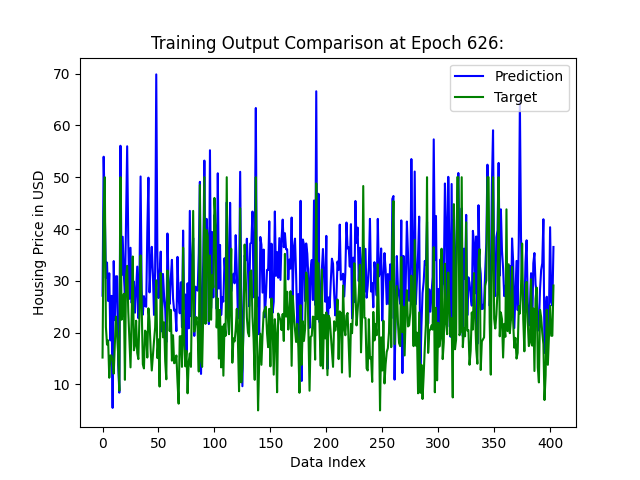 Training Output Comparison at Epoch 626:
Prediction
Target
70
60
50
40
30
20
10
Housing Price in USD
0 50 100 150 200 250 300 350 400
Data Index